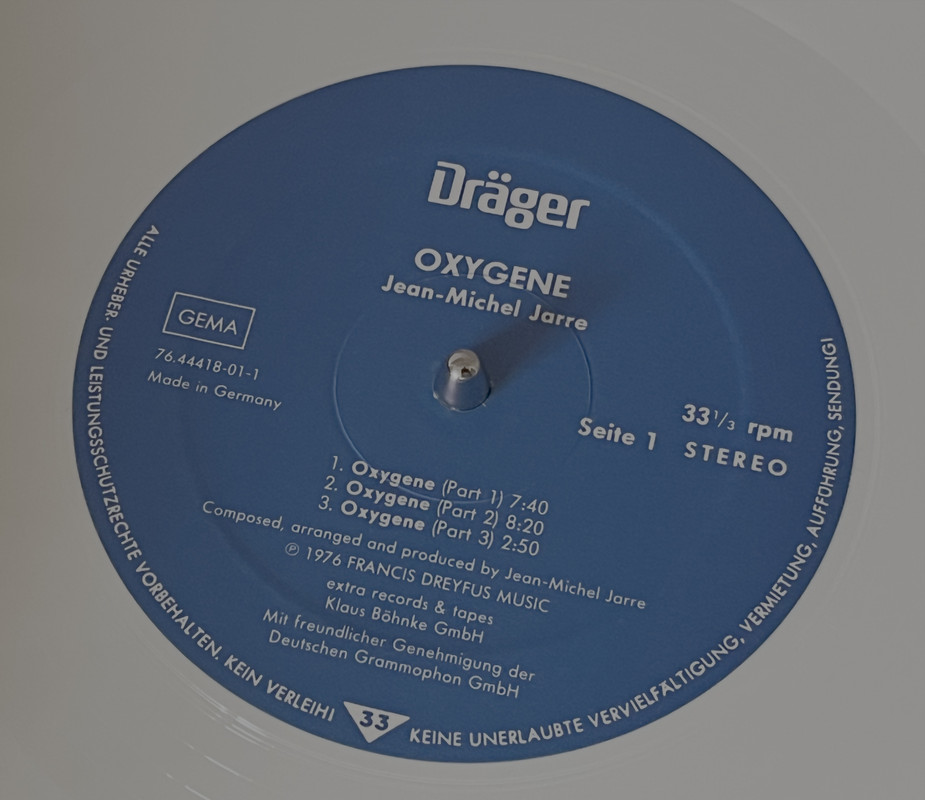 Dräger
OXYGENE
Jean-Michel Jarre
GEMA
76.44418-01-1
Made in Germany
33 1/3 rpm
Seite 1 STEREO
1. Oxygene (Part 1) 7:40
2. Oxygene (Part 2) 8:20
3. Oxygene (Part 3) 2:50
Composed, arranged and produced by Jean-Michel Jarre
℗ 1976 FRANCIS DREYFUS MUSIC
extra records & tapes
Klaus Böhnke GmbH
Mit freundlicher Genehmigung der
Deutschen Grammophon GmbH
ALLE URHEBER- UND LEISTUNGSSCHUTZRECHTE VORBEHALTEN. KEIN VERLEIH!
33
KEINE UNERLAUBTE VERVIELFÄLTIGUNG, VERMIETUNG, AUFFÜHRUNG, SENDUNG!